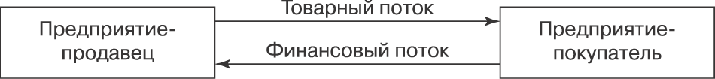 Товарный поток
Предприятие-
продавец
Предприятие-
покупатель
Финансовый поток